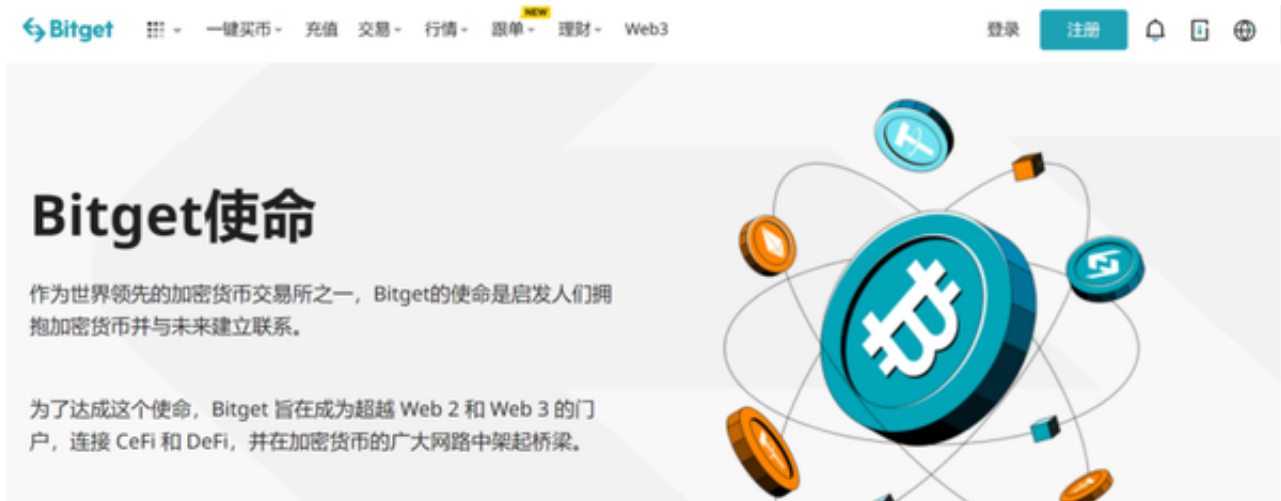 Bitget 一键买币 充值 交易 行情 跟单 NEW 理财 Web3 登录 注册
Bitget使命
作为世界领先的加密货币交易所之一，Bitget的使命是启发人们拥
抱加密货币并与未来建立联系。
为了达成这个使命，Bitget 旨在成为超越 Web 2 和 Web 3 的门
户，连接 CeFi 和 DeFi，并在加密货币的广大网路中架起桥梁。